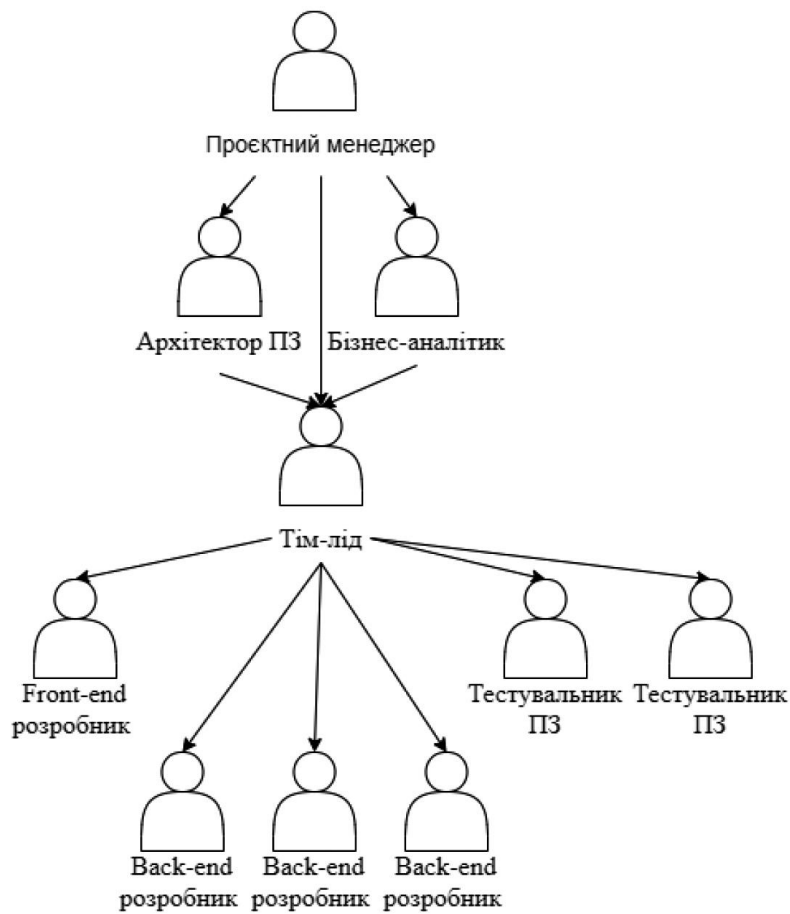 Проєктний менеджер
Архітектор ПЗ
Бізнес-аналітик
Тім-лід
Front-end
розробник
Тестувальник
ПЗ
Тестувальник
ПЗ
Back-end
розробник
Back-end
розробник
Back-end
розробник